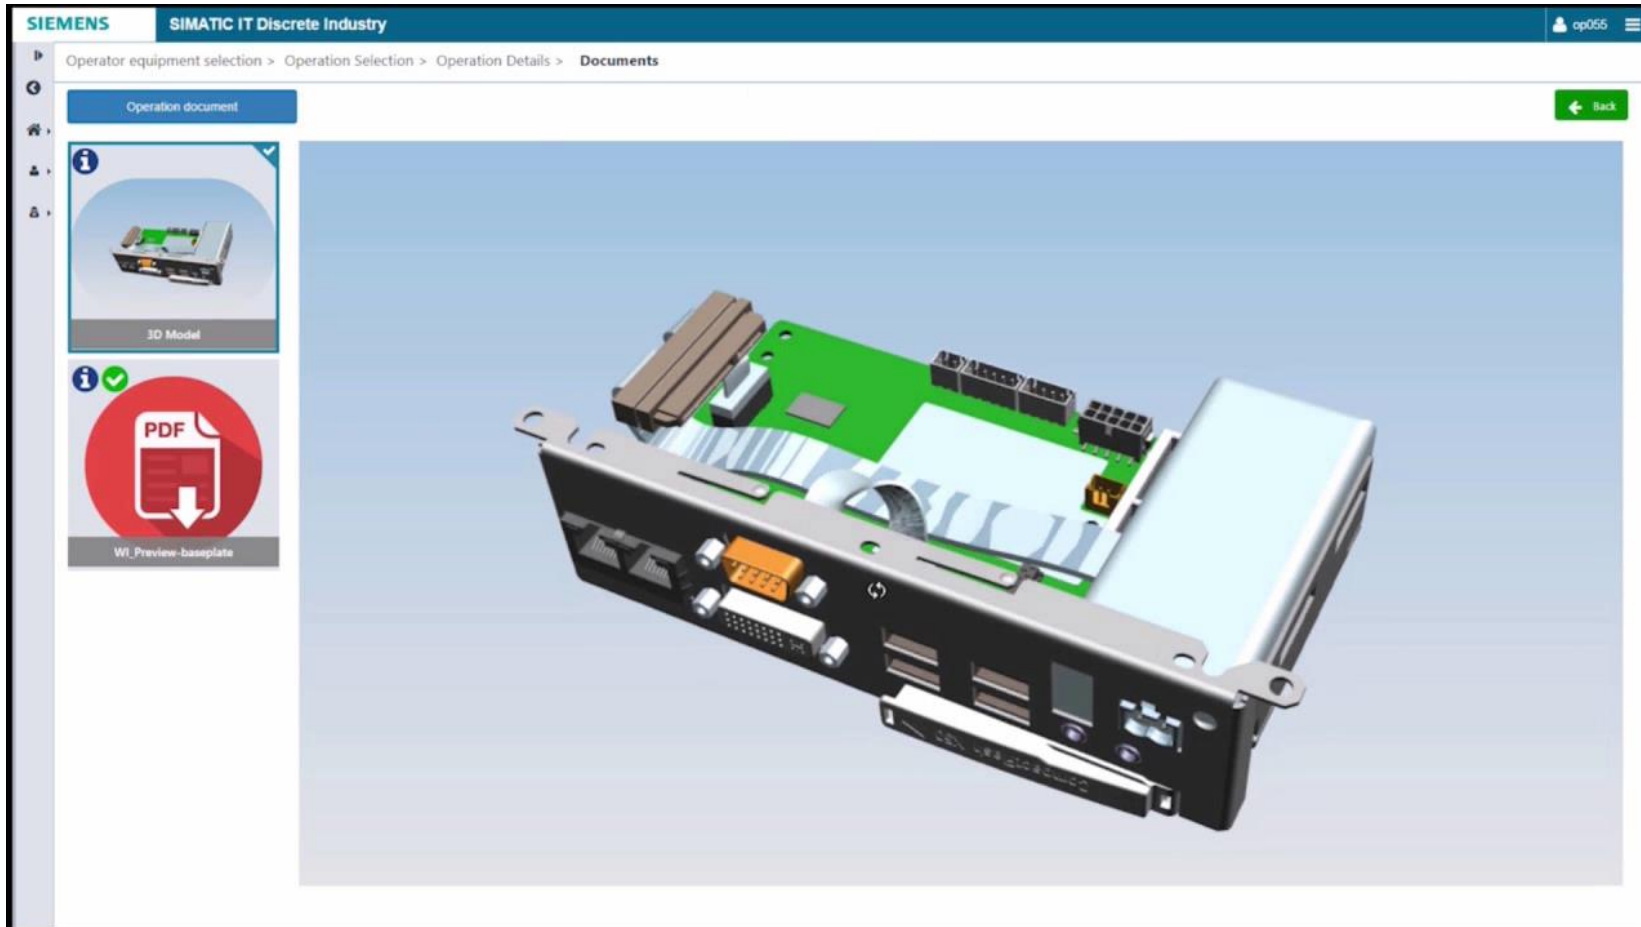 SIEMENS
SIMATIC IT Discrete Industry
op055
Operator equipment selection > Operation Selection > Operation Details > Documents
Operation document
Back
3D Model
PDF
WI_Preview-baseplate